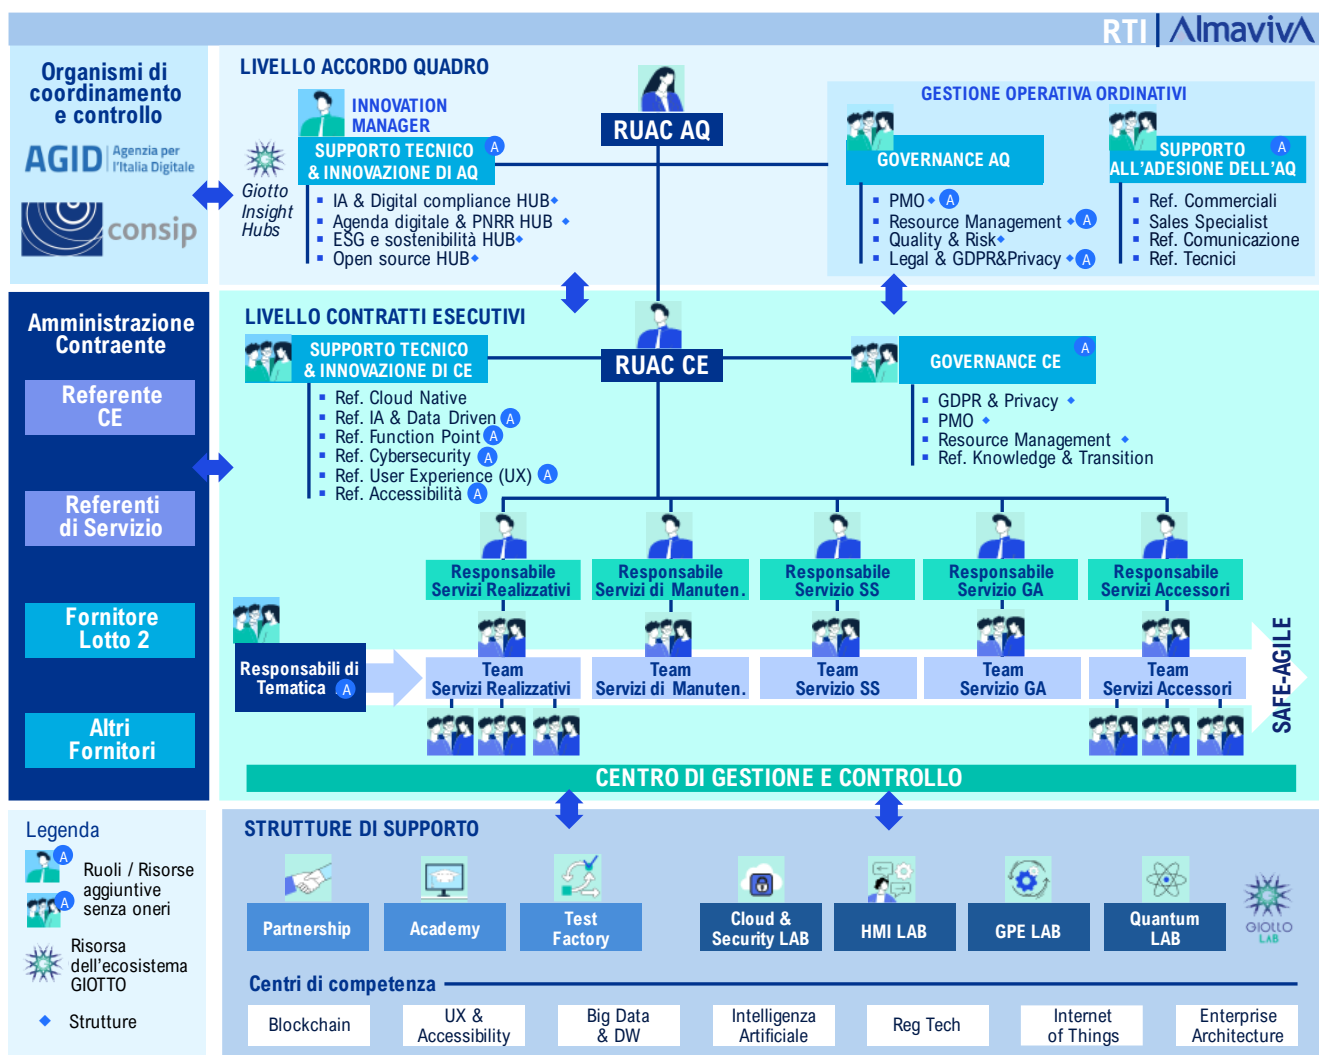 RTI | AlmavivA
Organismi di
coordinamento
e controllo
AGID Agenzia per
l'Italia Digitale
consip
LIVELLO ACCORDO QUADRO
INNOVATION
MANAGER
SUPPORTO TECNICO A
& INNOVAZIONE DI AQ
Giotto
Insight
Hubs
IA & Digital compliance HUB
Agenda digitale & PNRR HUB
ESG e sostenibilità HUB
Open source HUB
RUAC AQ
GESTIONE OPERATIVA ORDINATIVI
GOVERNANCE AQ
PMO A
Resource Management A
Quality & Risk
Legal & GDPR&Privacy A
SUPPORTO A
ALL'ADESIONE DELL'AQ
Ref. Commerciali
Sales Specialist
Ref. Comunicazione
Ref. Tecnici
Amministrazione
Contraente
Referente
CE
Referenti
di Servizio
Fornitore
Lotto 2
Altri
Fornitori
LIVELLO CONTRATTI ESECUTIVI
SUPPORTO TECNICO
& INNOVAZIONE DI CE
Ref. Cloud Native
Ref. IA & Data Driven A
Ref. Function Point A
Ref. Cybersecurity A
Ref. User Experience (UX) A
Ref. Accessibilità A
RUAC CE
GOVERNANCE CE A
GDPR & Privacy
PMO
Resource Management
Ref. Knowledge & Transition
Responsabile
Servizi Realizzativi
Responsabile
Servizi di Manuten.
Responsabile
Servizio SS
Responsabile
Servizio GA
Responsabile
Servizi Accessori
Responsabili di
Tematica A
Team
Servizi Realizzativi
Team
Servizi di Manuten.
Team
Servizio SS
Team
Servizio GA
Team
Servizi Accessori
SAFE-AGILE
CENTRO DI GESTIONE E CONTROLLO
Legenda
A
A
Ruoli / Risorse
aggiuntive
senza oneri
Risorsa
dell'ecosistema
GIOTTO
Strutture
STRUTTURE DI SUPPORTO
Partnership
Academy
Test
Factory
Cloud &
Security LAB
HMI LAB
GPE LAB
Quantum
LAB
GIOTTO
LAB
Centri di competenza
Blockchain
UX &
Accessibility
Big Data
& DW
Intelligenza
Artificiale
Reg Tech
Internet
of Things
Enterprise
Architecture